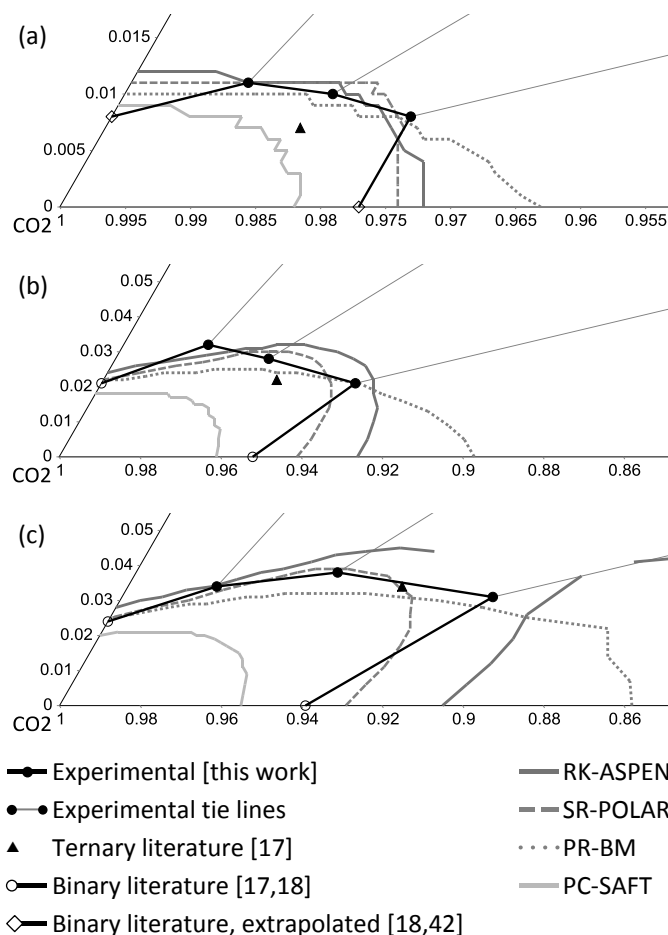 (a)
0.015
0.01
0.005
0
1 0.995 0.99 0.985 0.98 0.975 0.97 0.965 0.96 0.955
CO2
(b)
0.05
0.04
0.03
0.02
0.01
0
1 0.98 0.96 0.94 0.92 0.9 0.88 0.86
CO2
(c)
0.05
0.04
0.03
0.02
0.01
0
1 0.98 0.96 0.94 0.92 0.9 0.88 0.86
CO2
Experimental [this work]
Experimental tie lines
Ternary literature [17]
Binary literature [17,18]
Binary literature, extrapolated [18,42]
RK-ASPEN
SR-POLAR
PR-BM
PC-SAFT